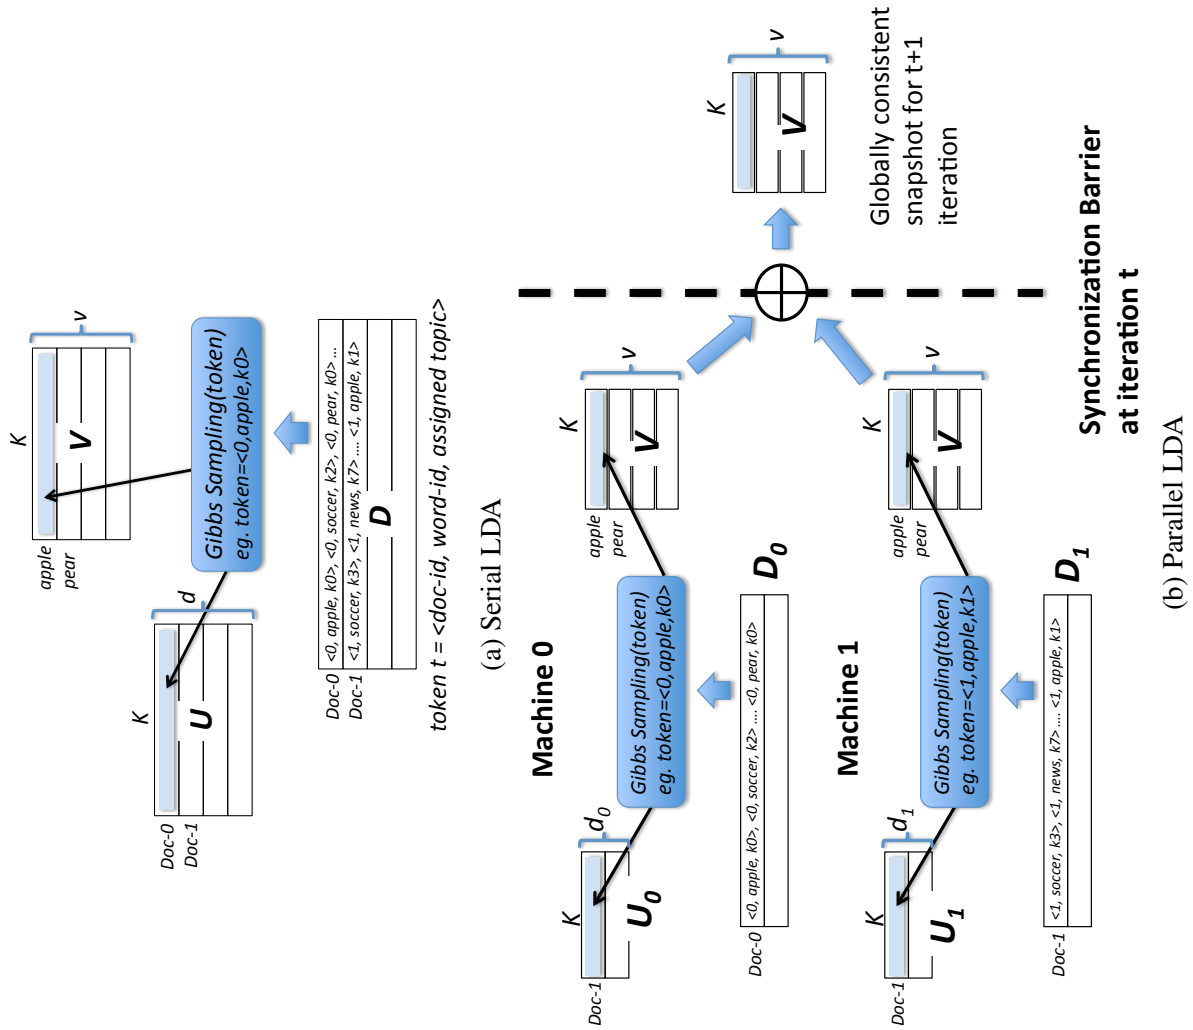 K
apple
pear
V
v
K
Doc-0
Doc-1
U
d
Gibbs Sampling(token)
eg. token=<0,apple,k0>
Doc-0 <0, apple, k0>, <0, soccer, k2>, <0, pear, k0> ...
Doc-1 <1, soccer, k3>, <1, news, k7> .... <1, apple, k1>
D
token t = <doc-id, word-id, assigned topic>
(a) Serial LDA
Machine 0
K
Doc-1
U0
d0
Gibbs Sampling(token)
eg. token=<0,apple,k0>
K
apple
pear
V
v
Doc-0 <0, apple, k0>, <0, soccer, k2> .... <0, pear, k0>
D0
Machine 1
K
Doc-1
U1
d1
Gibbs Sampling(token)
eg. token=<1,apple,k1>
K
apple
pear
V
v
Doc-1 <1, soccer, k3>, <1, news, k7> .... <1, apple, k1>
D1
K
V
v
Globally consistent
snapshot for t+1
iteration
Synchronization Barrier
at iteration t
(b) Parallel LDA